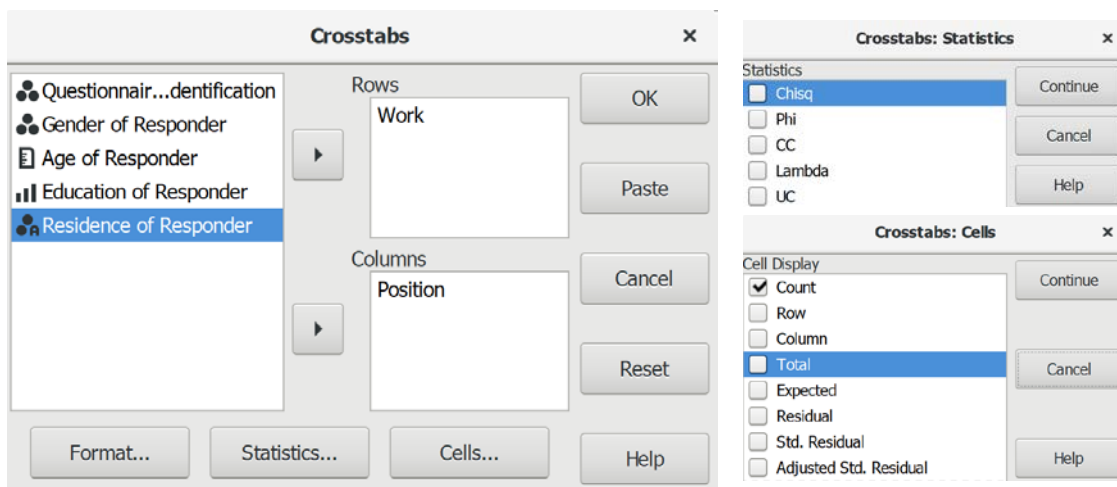 Crosstabs
Questionnair...dentification
Gender of Responder
Age of Responder
Education of Responder
Residence of Responder
Rows
Work
Columns
Position
OK
Paste
Cancel
Reset
Help
Format...
Statistics...
Cells...
Crosstabs: Statistics
Statistics
Chisq
Phi
CC
Lambda
UC
Continue
Cancel
Help
Crosstabs: Cells
Cell Display
Count
Row
Column
Total
Expected
Residual
Std. Residual
Adjusted Std. Residual
Continue
Cancel
Help